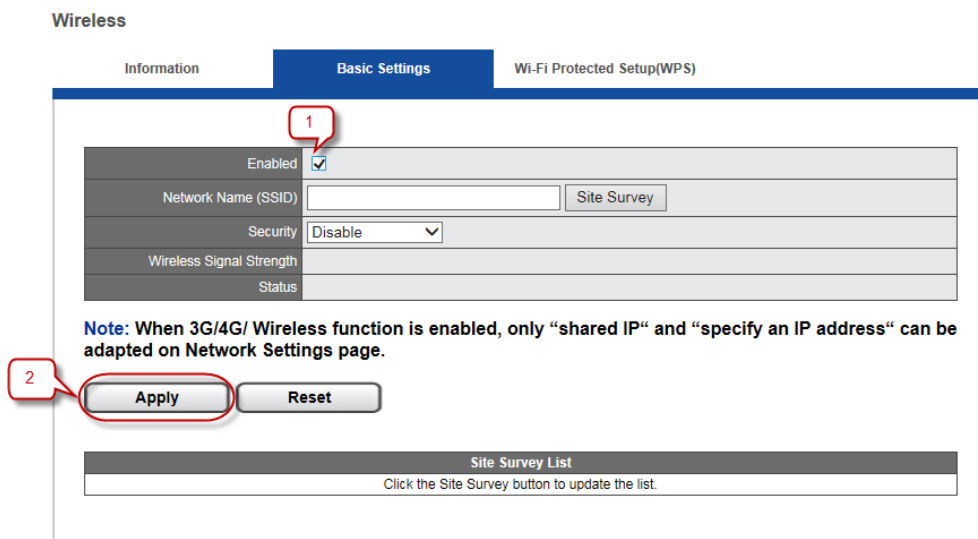 Wireless
Information Basic Settings Wi-Fi Protected Setup(WPS)
1
Enabled
Network Name (SSID) Site Survey
Security Disable
Wireless Signal Strength
Status
Note: When 3G/4G/ Wireless function is enabled, only “shared IP“ and “specify an IP address“ can be
adapted on Network Settings page.
2
Apply Reset
Site Survey List
Click the Site Survey button to update the list.